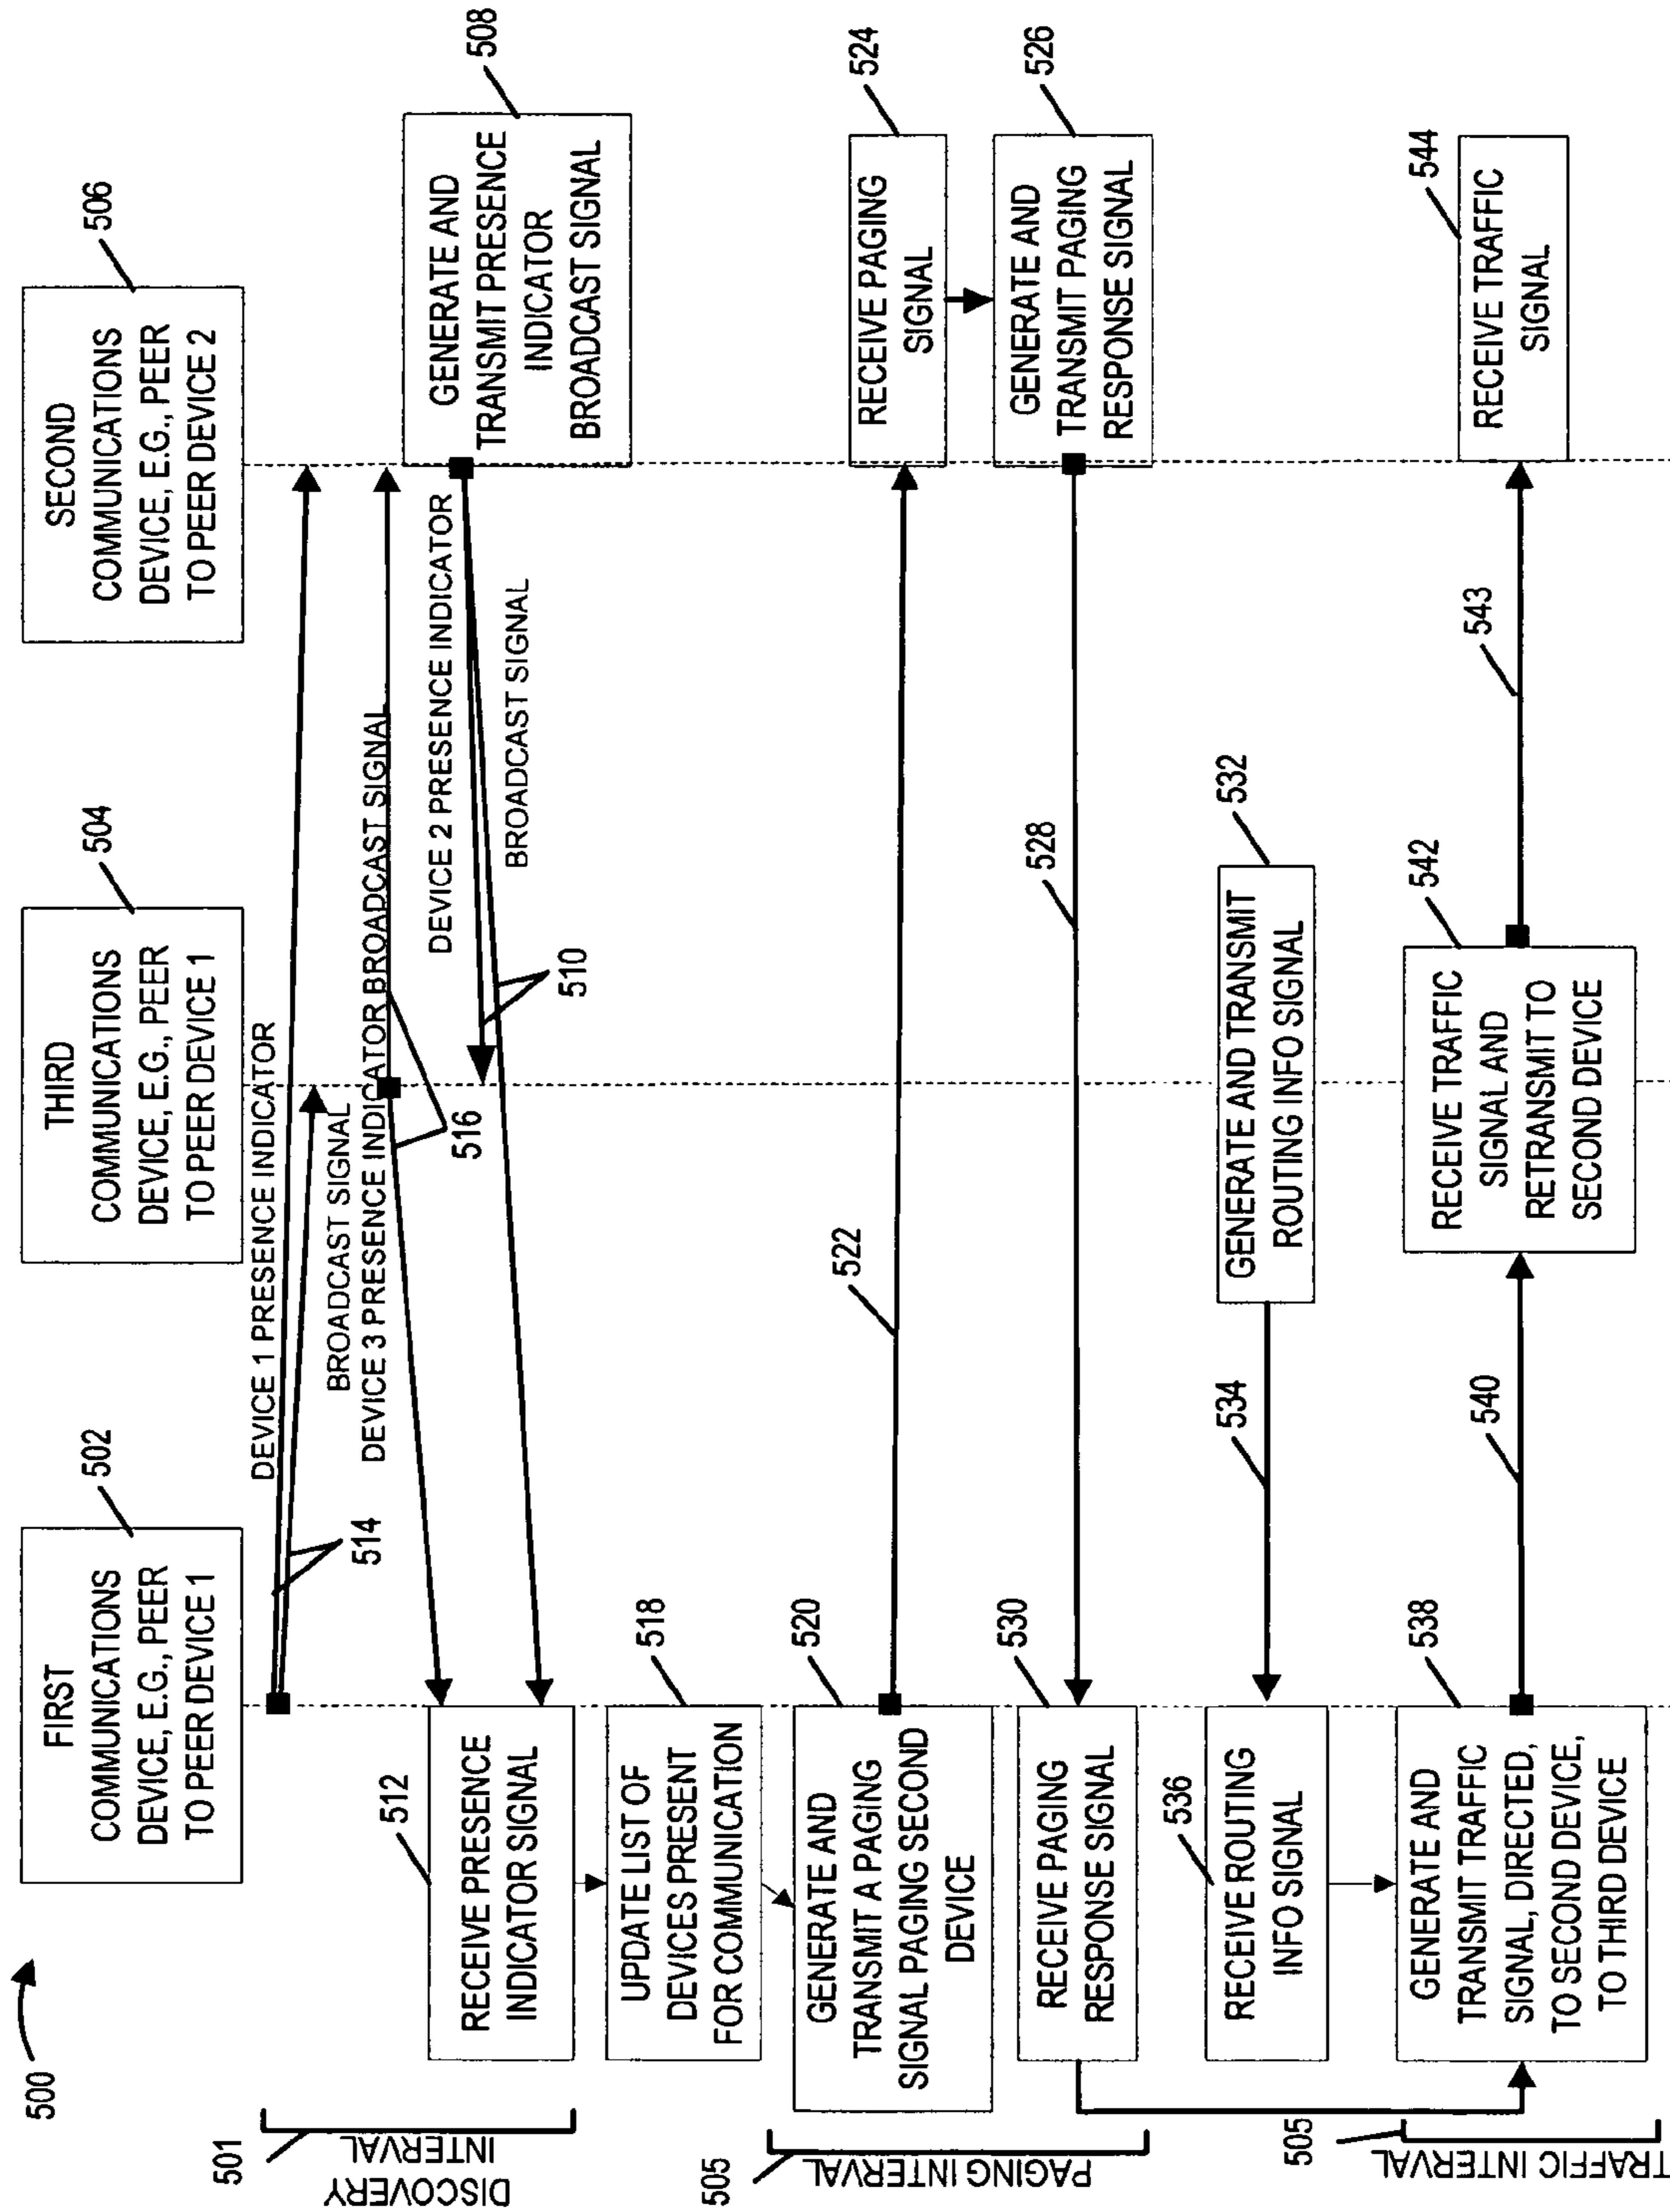 500
FIRST
COMMUNICATIONS
DEVICE, E.G., PEER
TO PEER DEVICE 1
502
THIRD
COMMUNICATIONS
DEVICE, E.G., PEER
TO PEER DEVICE 1
504
SECOND
COMMUNICATIONS
DEVICE, E.G., PEER
TO PEER DEVICE 2
506
501
DISCOVERY
INTERVAL
DEVICE 1 PRESENCE INDICATOR
BROADCAST SIGNAL
514
DEVICE 3 PRESENCE INDICATOR BROADCAST SIGNAL
516
DEVICE 2 PRESENCE INDICATOR
BROADCAST SIGNAL
510
GENERATE AND
TRANSMIT PRESENCE
INDICATOR
BROADCAST SIGNAL
508
512
RECEIVE PRESENCE
INDICATOR SIGNAL
UPDATE LIST OF
DEVICES PRESENT
FOR COMMUNICATION
518
505
PAGING INTERVAL
GENERATE AND
TRANSMIT A PAGING
SIGNAL PAGING SECOND
DEVICE
520
522
RECEIVE PAGING
SIGNAL
524
GENERATE AND
TRANSMIT PAGING
RESPONSE SIGNAL
526
528
RECEIVE PAGING
RESPONSE SIGNAL
530
GENERATE AND TRANSMIT
ROUTING INFO SIGNAL
532
534
536
RECEIVE ROUTING
INFO SIGNAL
505
TRAFFIC INTERVAL
GENERATE AND
TRANSMIT TRAFFIC
SIGNAL, DIRECTED,
TO SECOND DEVICE,
TO THIRD DEVICE
538
540
RECEIVE TRAFFIC
SIGNAL AND
RETRANSMIT TO
SECOND DEVICE
542
543
RECEIVE TRAFFIC
SIGNAL
544